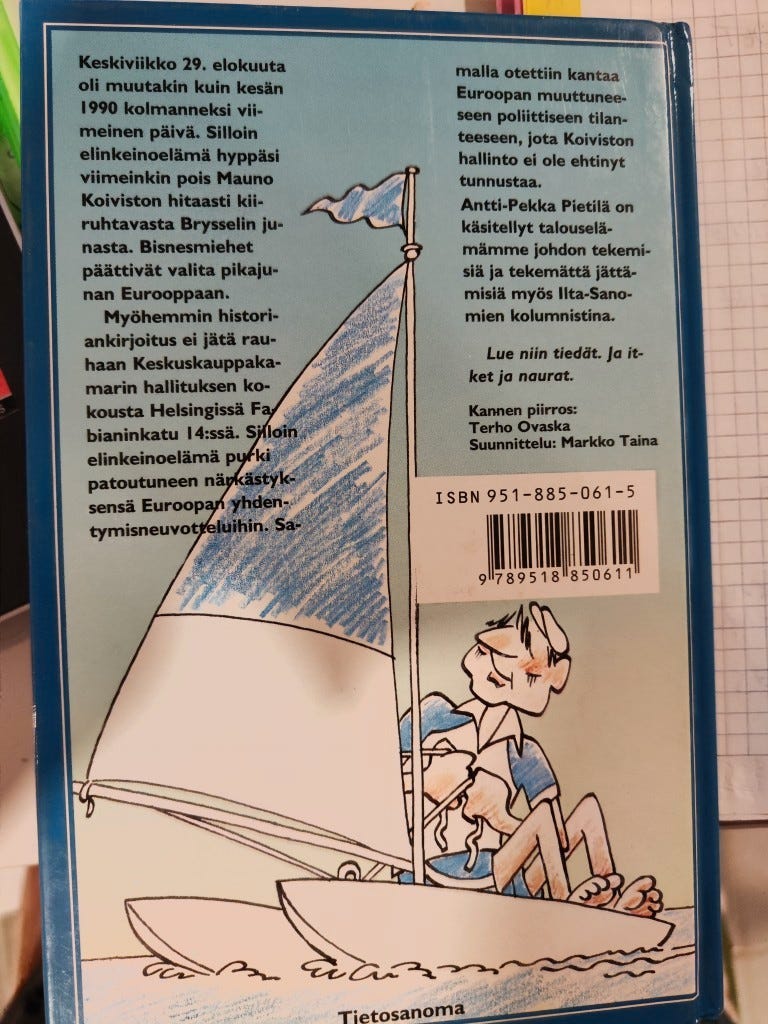 Keskiviikko 29. elokuuta
oli muutakin kuin kesän
1990 kolmanneksi vii-
meinen päivä. Silloin
elinkeinoelämä hyppäsi
viimeinkin pois Mauno
Koiviston hitaasti kii-
ruhtavasta Brysselin ju-
nasta. Bisnesmiehet
päättivät valita pikaju-
nan Eurooppaan.
Myöhemmin histori-
ankirjoitus ei jätä rau-
haan Keskuskauppaka-
marin hallituksen ko-
kousta Helsingissä Fa-
bianinkatu 14:ssä. Silloin
elinkeinoelämä purki
patoutuneen närkästyk-
sensä Euroopan yhden-
tymisneuvotteluihin. Sa-
malla otettiin kantaa
Euroopan muuttunee-
seen poliittiseen tilan-
teeseen, jota Koiviston
hallinto ei ole ehtinyt
tunnustaa.
Antti-Pekka Pietilä on
käsitellyt talouselä-
mämme johdon tekemi-
siä ja tekemättä jättä-
misiä myös Ilta-Sano-
mien kolumnistina.
Lue niin tiedät. Ja it-
ket ja naurat.
Kannen piirros:
Terho Ovaska
Suunnittelu: Markko Taina
ISBN 951-885-061-5
9 789518 850611
Tietosanoma